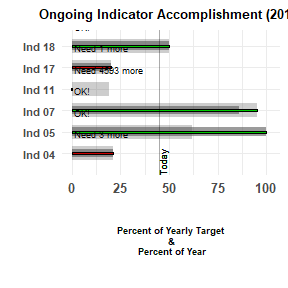 Ongoing Indicator Accomplishment (201
OK!
Ind 18
Need 1 more
Ind 17
Need 4593 more
Ind 11
OK!
Ind 07
OK!
Ind 05
Need 3 more
Ind 04
Today
0 25 50 75 100
Percent of Yearly Target
&
Percent of Year